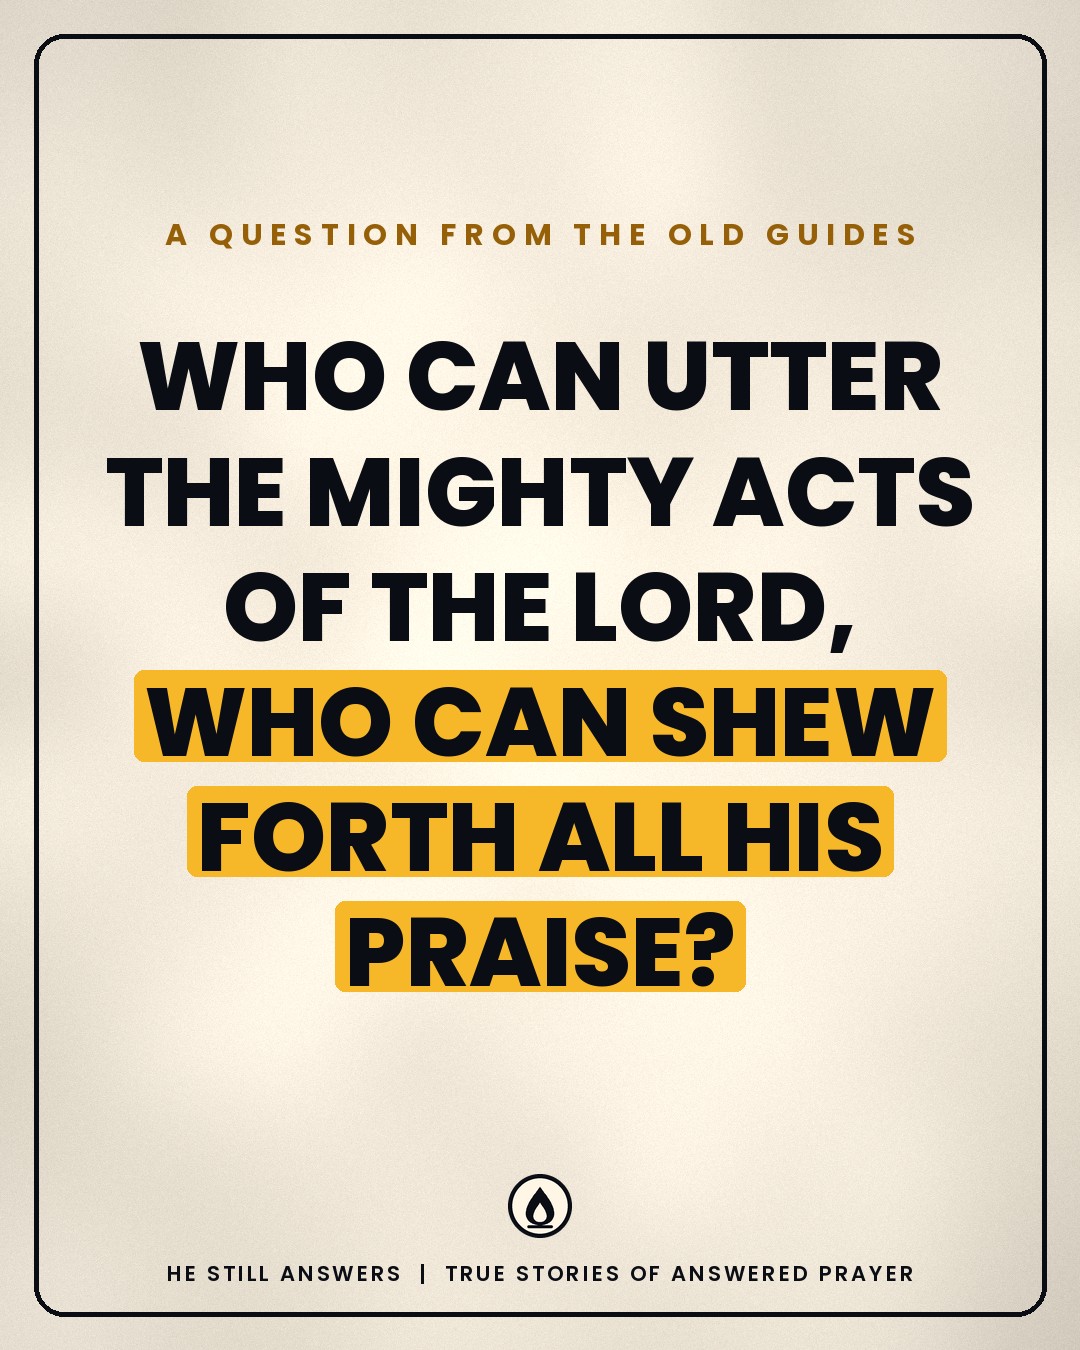 A QUESTION FROM THE OLD GUIDES
WHO CAN UTTER
THE MIGHTY ACTS
OF THE LORD,
WHO CAN SHEW
FORTH ALL HIS
PRAISE?
HE STILL ANSWERS | TRUE STORIES OF ANSWERED PRAYER